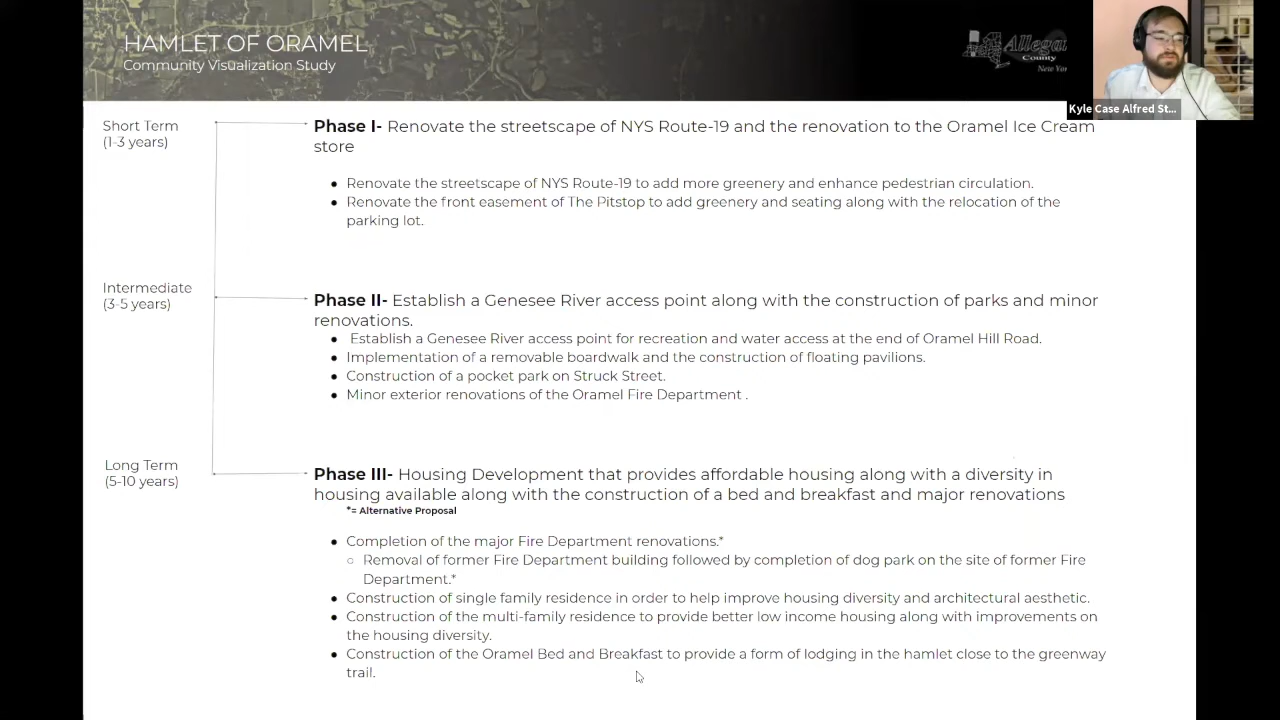 HAMLET OF ORAMEL
Community Visualization Study
Allegany
County
New Yor
Kyle Case Alfred St...
Short Term
(1-3 years)
Phase I- Renovate the streetscape of NYS Route-19 and the renovation to the Oramel Ice Cream
store
● Renovate the streetscape of NYS Route-19 to add more greenery and enhance pedestrian circulation.
● Renovate the front easement of The Pitstop to add greenery and seating along with the relocation of the
parking lot.
Intermediate
(3-5 years)
Phase II- Establish a Genesee River access point along with the construction of parks and minor
renovations.
● Establish a Genesee River access point for recreation and water access at the end of Oramel Hill Road.
● Implementation of a removable boardwalk and the construction of floating pavilions.
● Construction of a pocket park on Struck Street.
● Minor exterior renovations of the Oramel Fire Department .
Long Term
(5-10 years)
Phase III- Housing Development that provides affordable housing along with a diversity in
housing available along with the construction of a bed and breakfast and major renovations
*= Alternative Proposal
● Completion of the major Fire Department renovations.*
○ Removal of former Fire Department building followed by completion of dog park on the site of former Fire
Department.*
● Construction of single family residence in order to help improve housing diversity and architectural aesthetic.
● Construction of the multi-family residence to provide better low income housing along with improvements on
the housing diversity.
● Construction of the Oramel Bed and Breakfast to provide a form of lodging in the hamlet close to the greenway
trail.